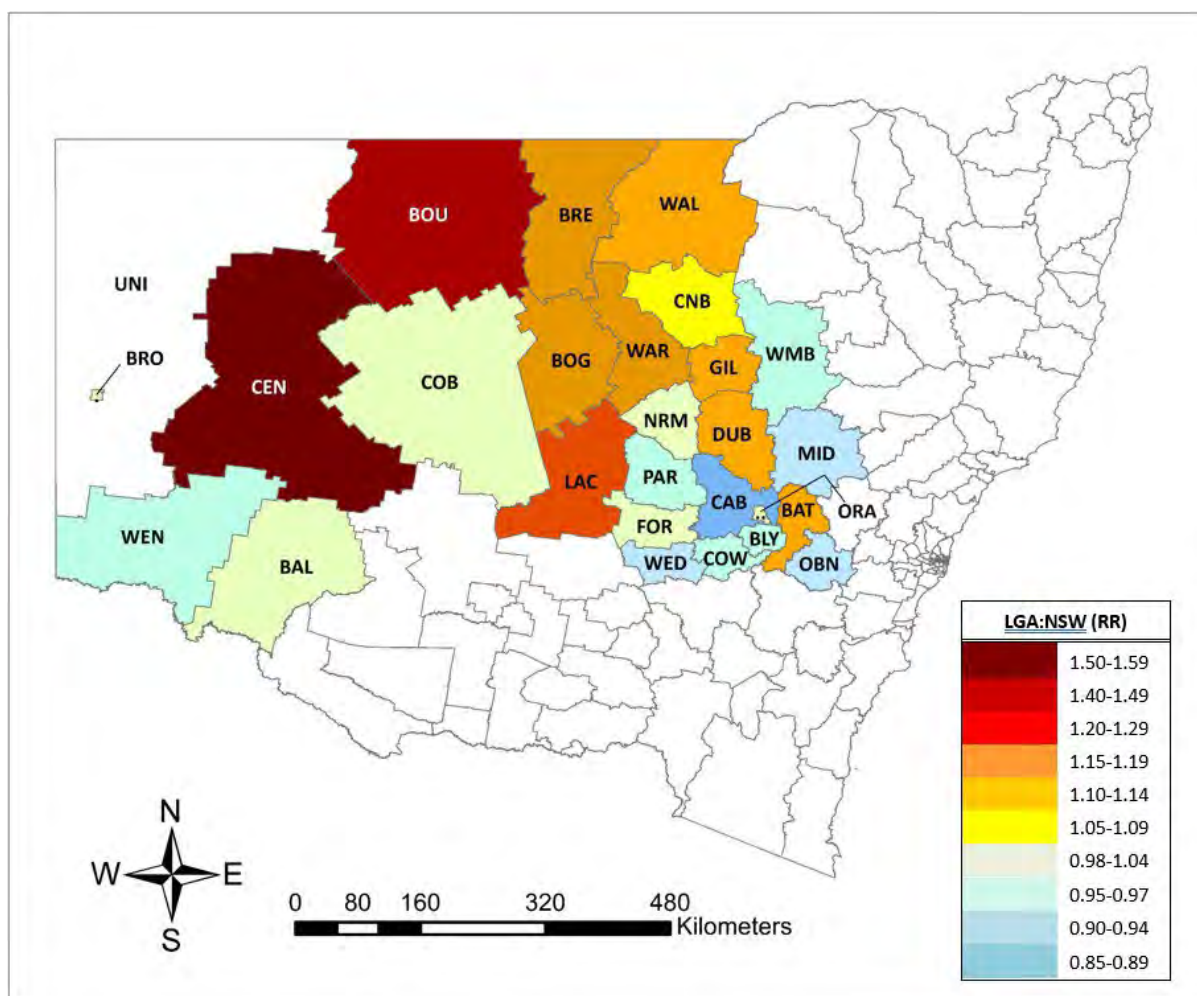 BOU
BRE
WAL
UNI
CNB
BRO
BOG
WAR
GIL
WMB
CEN
COB
NRM
DUB
MID
LAC
PAR
CAB
BAT
ORA
WEN
FOR
BLY
BAL
WED
COW
OBN
LGA:NSW (RR)
1.50-1.59
1.40-1.49
1.20-1.29
1.15-1.19
1.10-1.14
1.05-1.09
0.98-1.04
0.95-0.97
0.90-0.94
0.85-0.89
N
W E
S
0 80 160 320 480
Kilometers